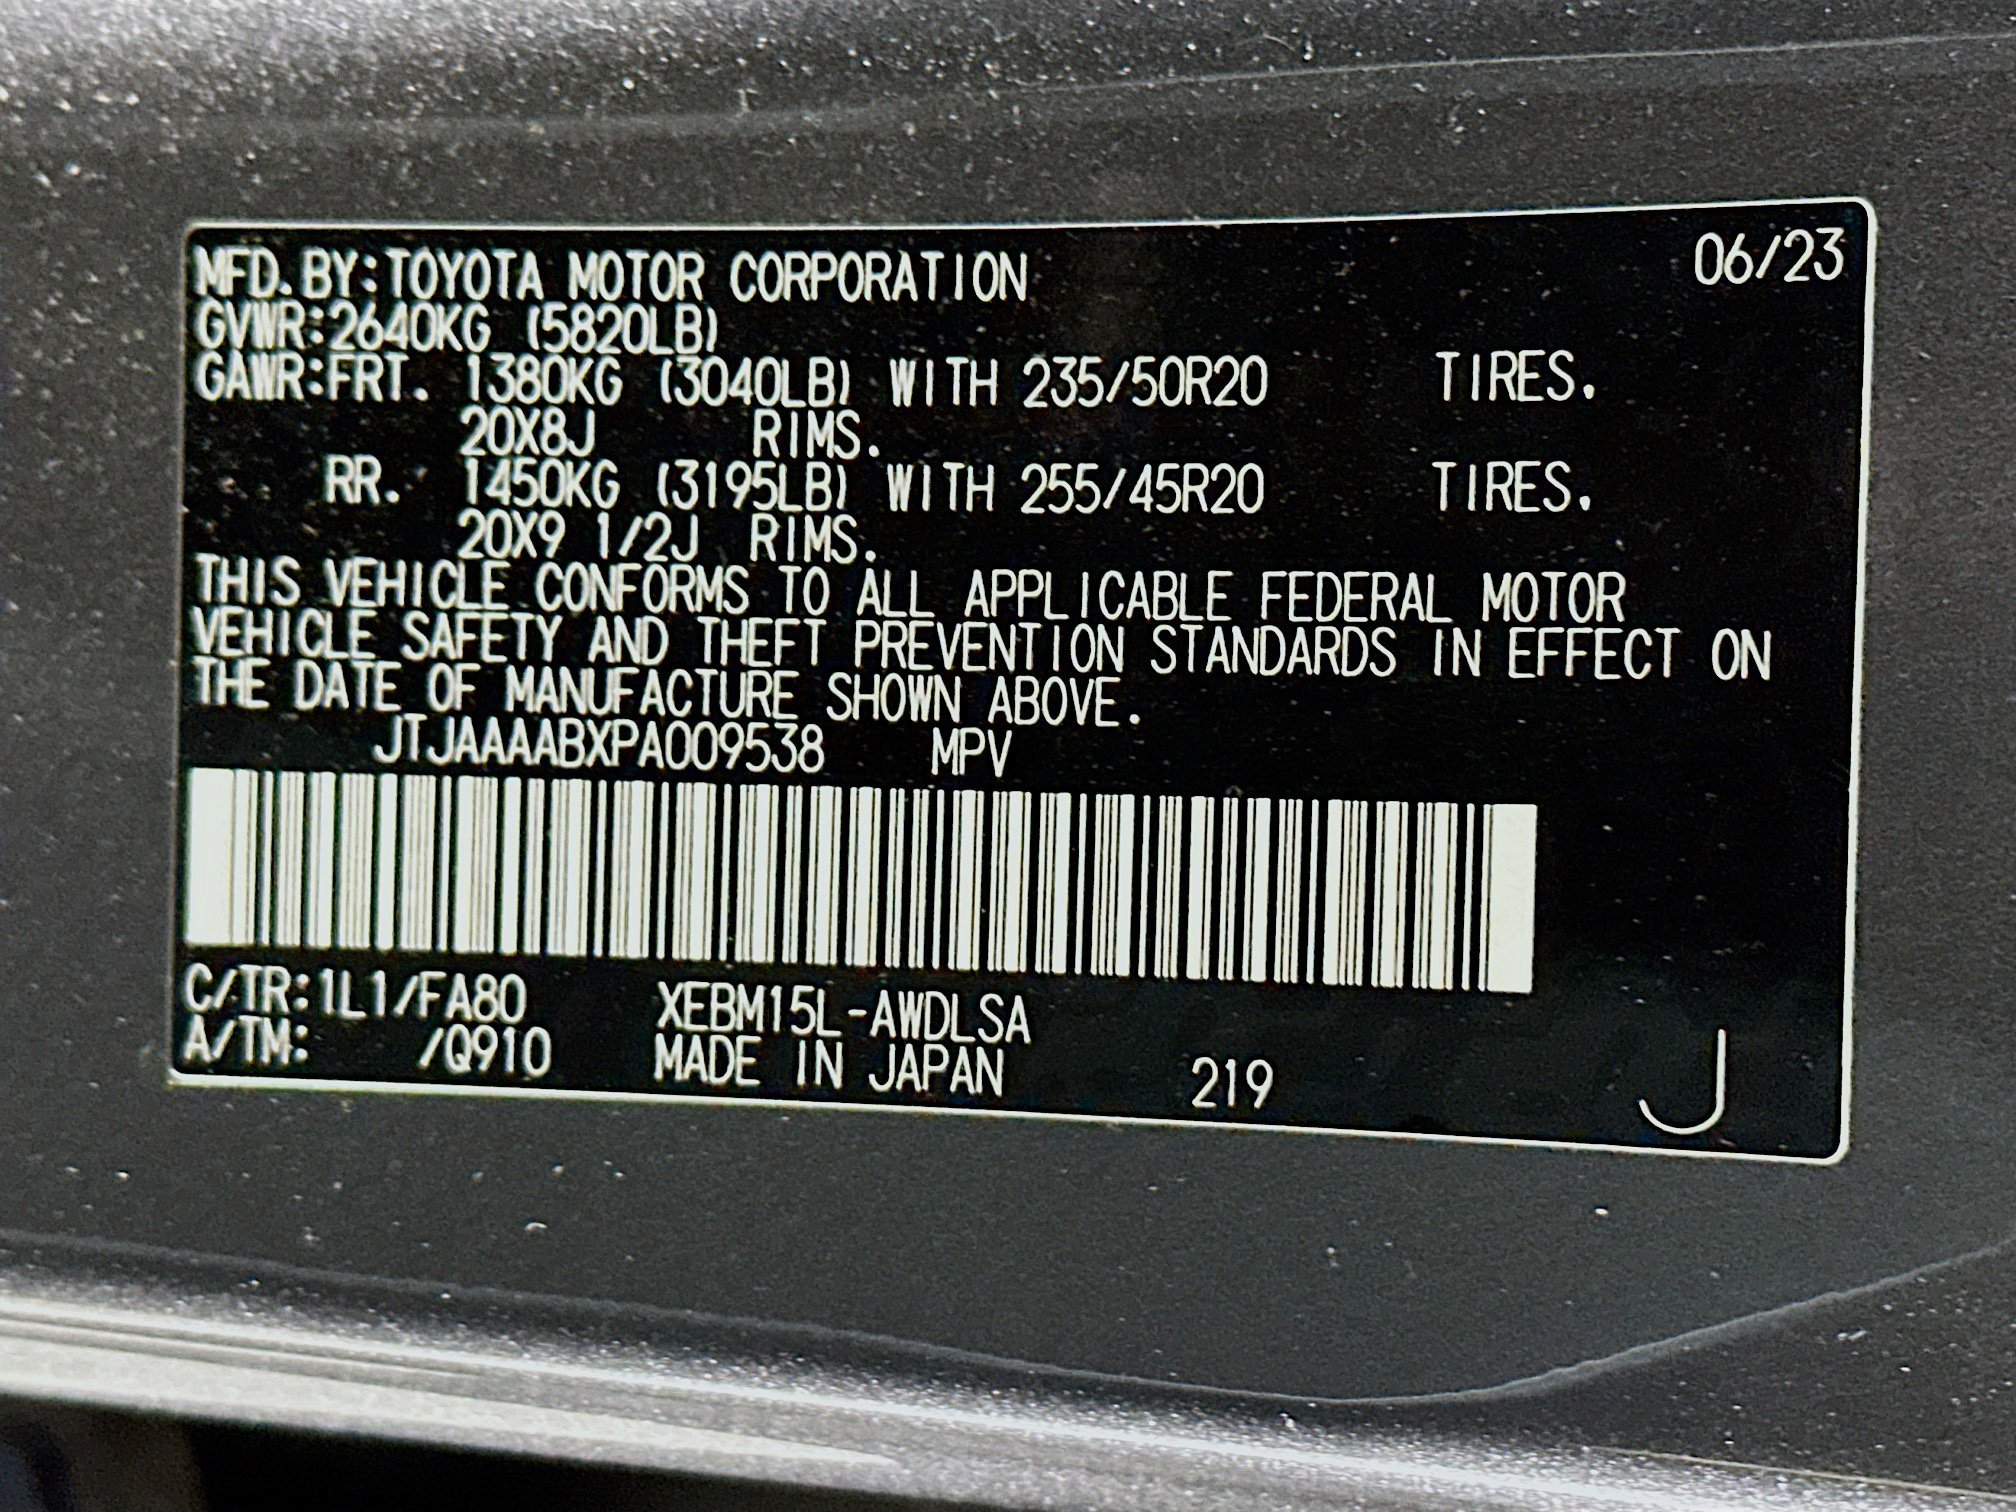 06/23
MFD.BY:TOYOTA MOTOR CORPORATION
GVWR:2640KG (5820LB)
GAWR:FRT. 1380KG (3040LB) WITH 235/50R20 TIRES.
20X8J RIMS.
RR. 1450KG (3195LB) WITH 255/45R20 TIRES.
20X9 1/2J RIMS.
THIS VEHICLE CONFORMS TO ALL APPLICABLE FEDERAL MOTOR
VEHICLE SAFETY AND THEFT PREVENTION STANDARDS IN EFFECT ON
THE DATE OF MANUFACTURE SHOWN ABOVE.
JTJAAAABXPA009538 MPV
C/TR:1L1/FA80 XEBM15L-AWDLSA
A/TM: /Q910 MADE IN JAPAN 219 J